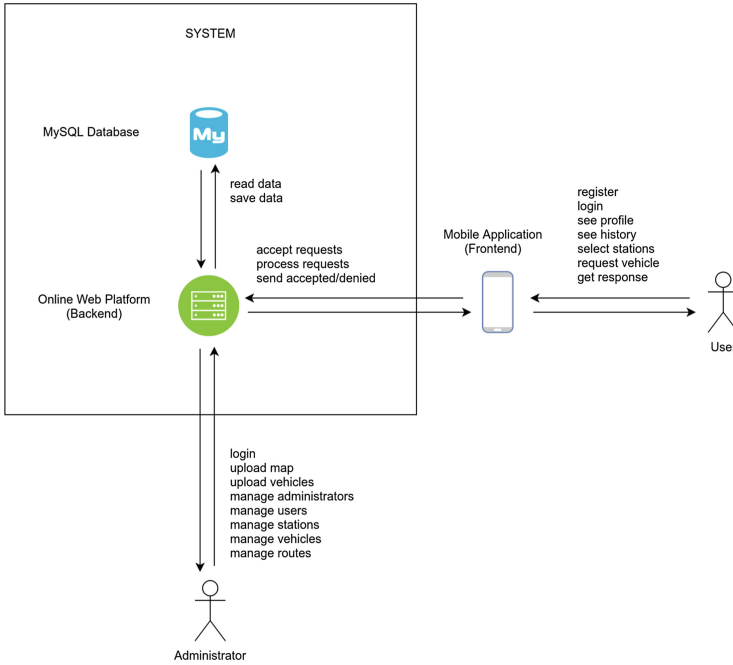 SYSTEM
MySQL Database
My
read data
save data
accept requests
process requests
send accepted/denied
Online Web Platform
(Backend)
Mobile Application
(Frontend)
register
login
see profile
see history
select stations
request vehicle
get response
Use
login
upload map
upload vehicles
manage administrators
manage users
manage stations
manage vehicles
manage routes
Administrator